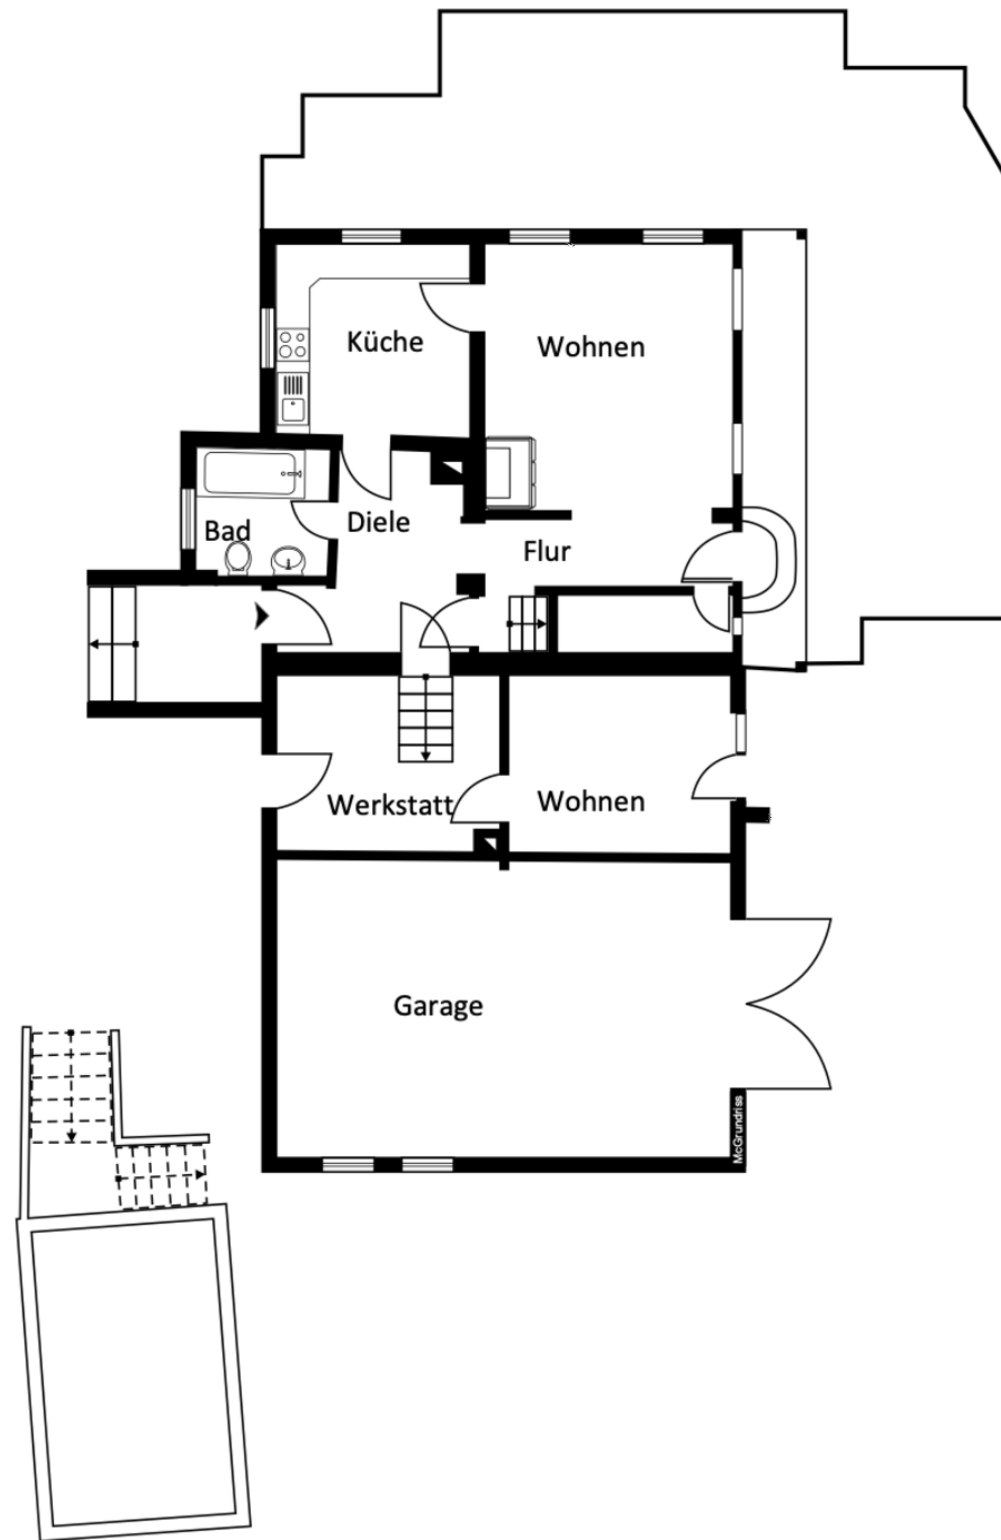 Küche
Wohnen
Bad
Diele
Flur
Werkstatt
Wohnen
Garage
McGrundriss